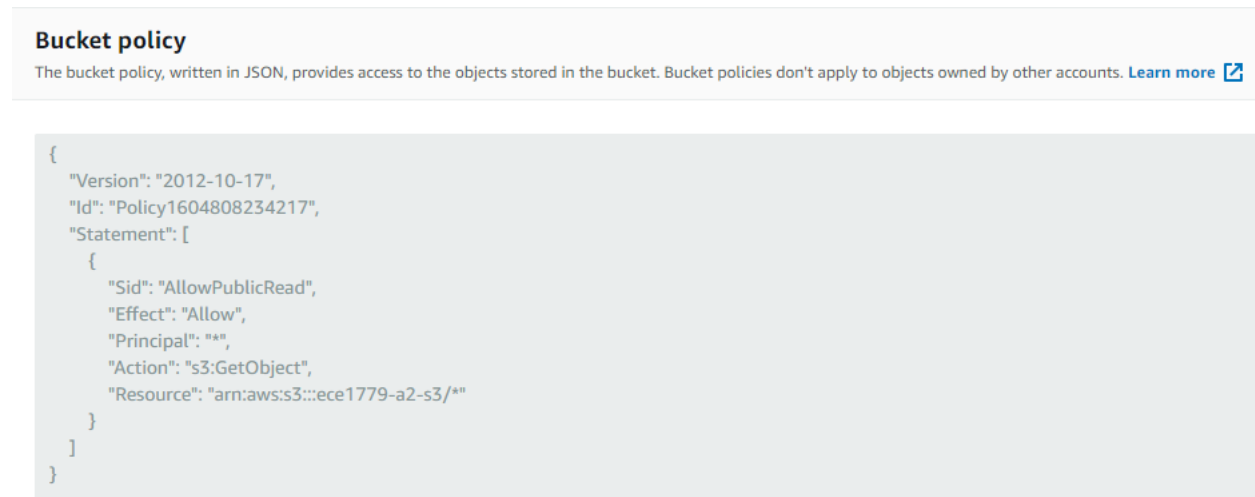 Bucket policy
The bucket policy, written in JSON, provides access to the objects stored in the bucket. Bucket policies don't apply to objects owned by other accounts. Learn more
{
"Version": "2012-10-17",
"Id": "Policy1604808234217",
"Statement": [
{
"Sid": "AllowPublicRead",
"Effect": "Allow",
"Principal": "*",
"Action": "s3:GetObject",
"Resource": "arn:aws:s3:::ece1779-a2-s3/*"
}
]
}